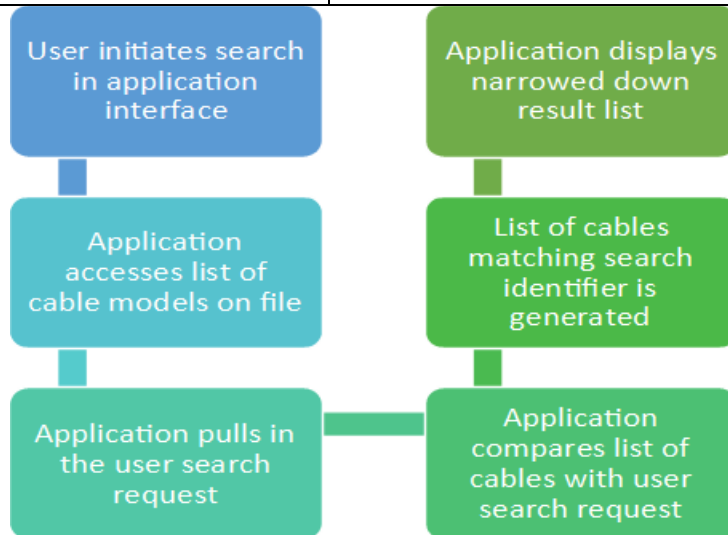 User initiates search
in application
interface
Application
accesses list of
cable models on file
Application pulls in
the user search
request
Application
compares list of
cables with user
search request
List of cables
matching search
identifier is
generated
Application displays
narrowed down
result list